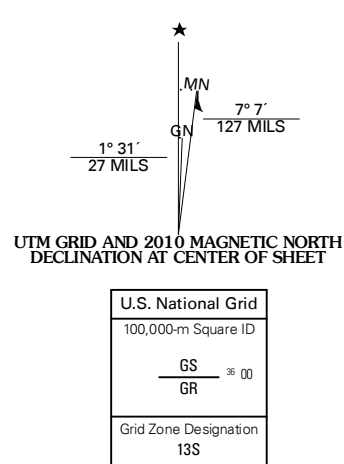 ★
MN
GN
7° 7´
127 MILS
1° 31´
27 MILS
UTM GRID AND 2010 MAGNETIC NORTH
DECLINATION AT CENTER OF SHEET
U.S. National Grid
100,000-m Square ID
GS
36 00
GR
Grid Zone Designation
13S